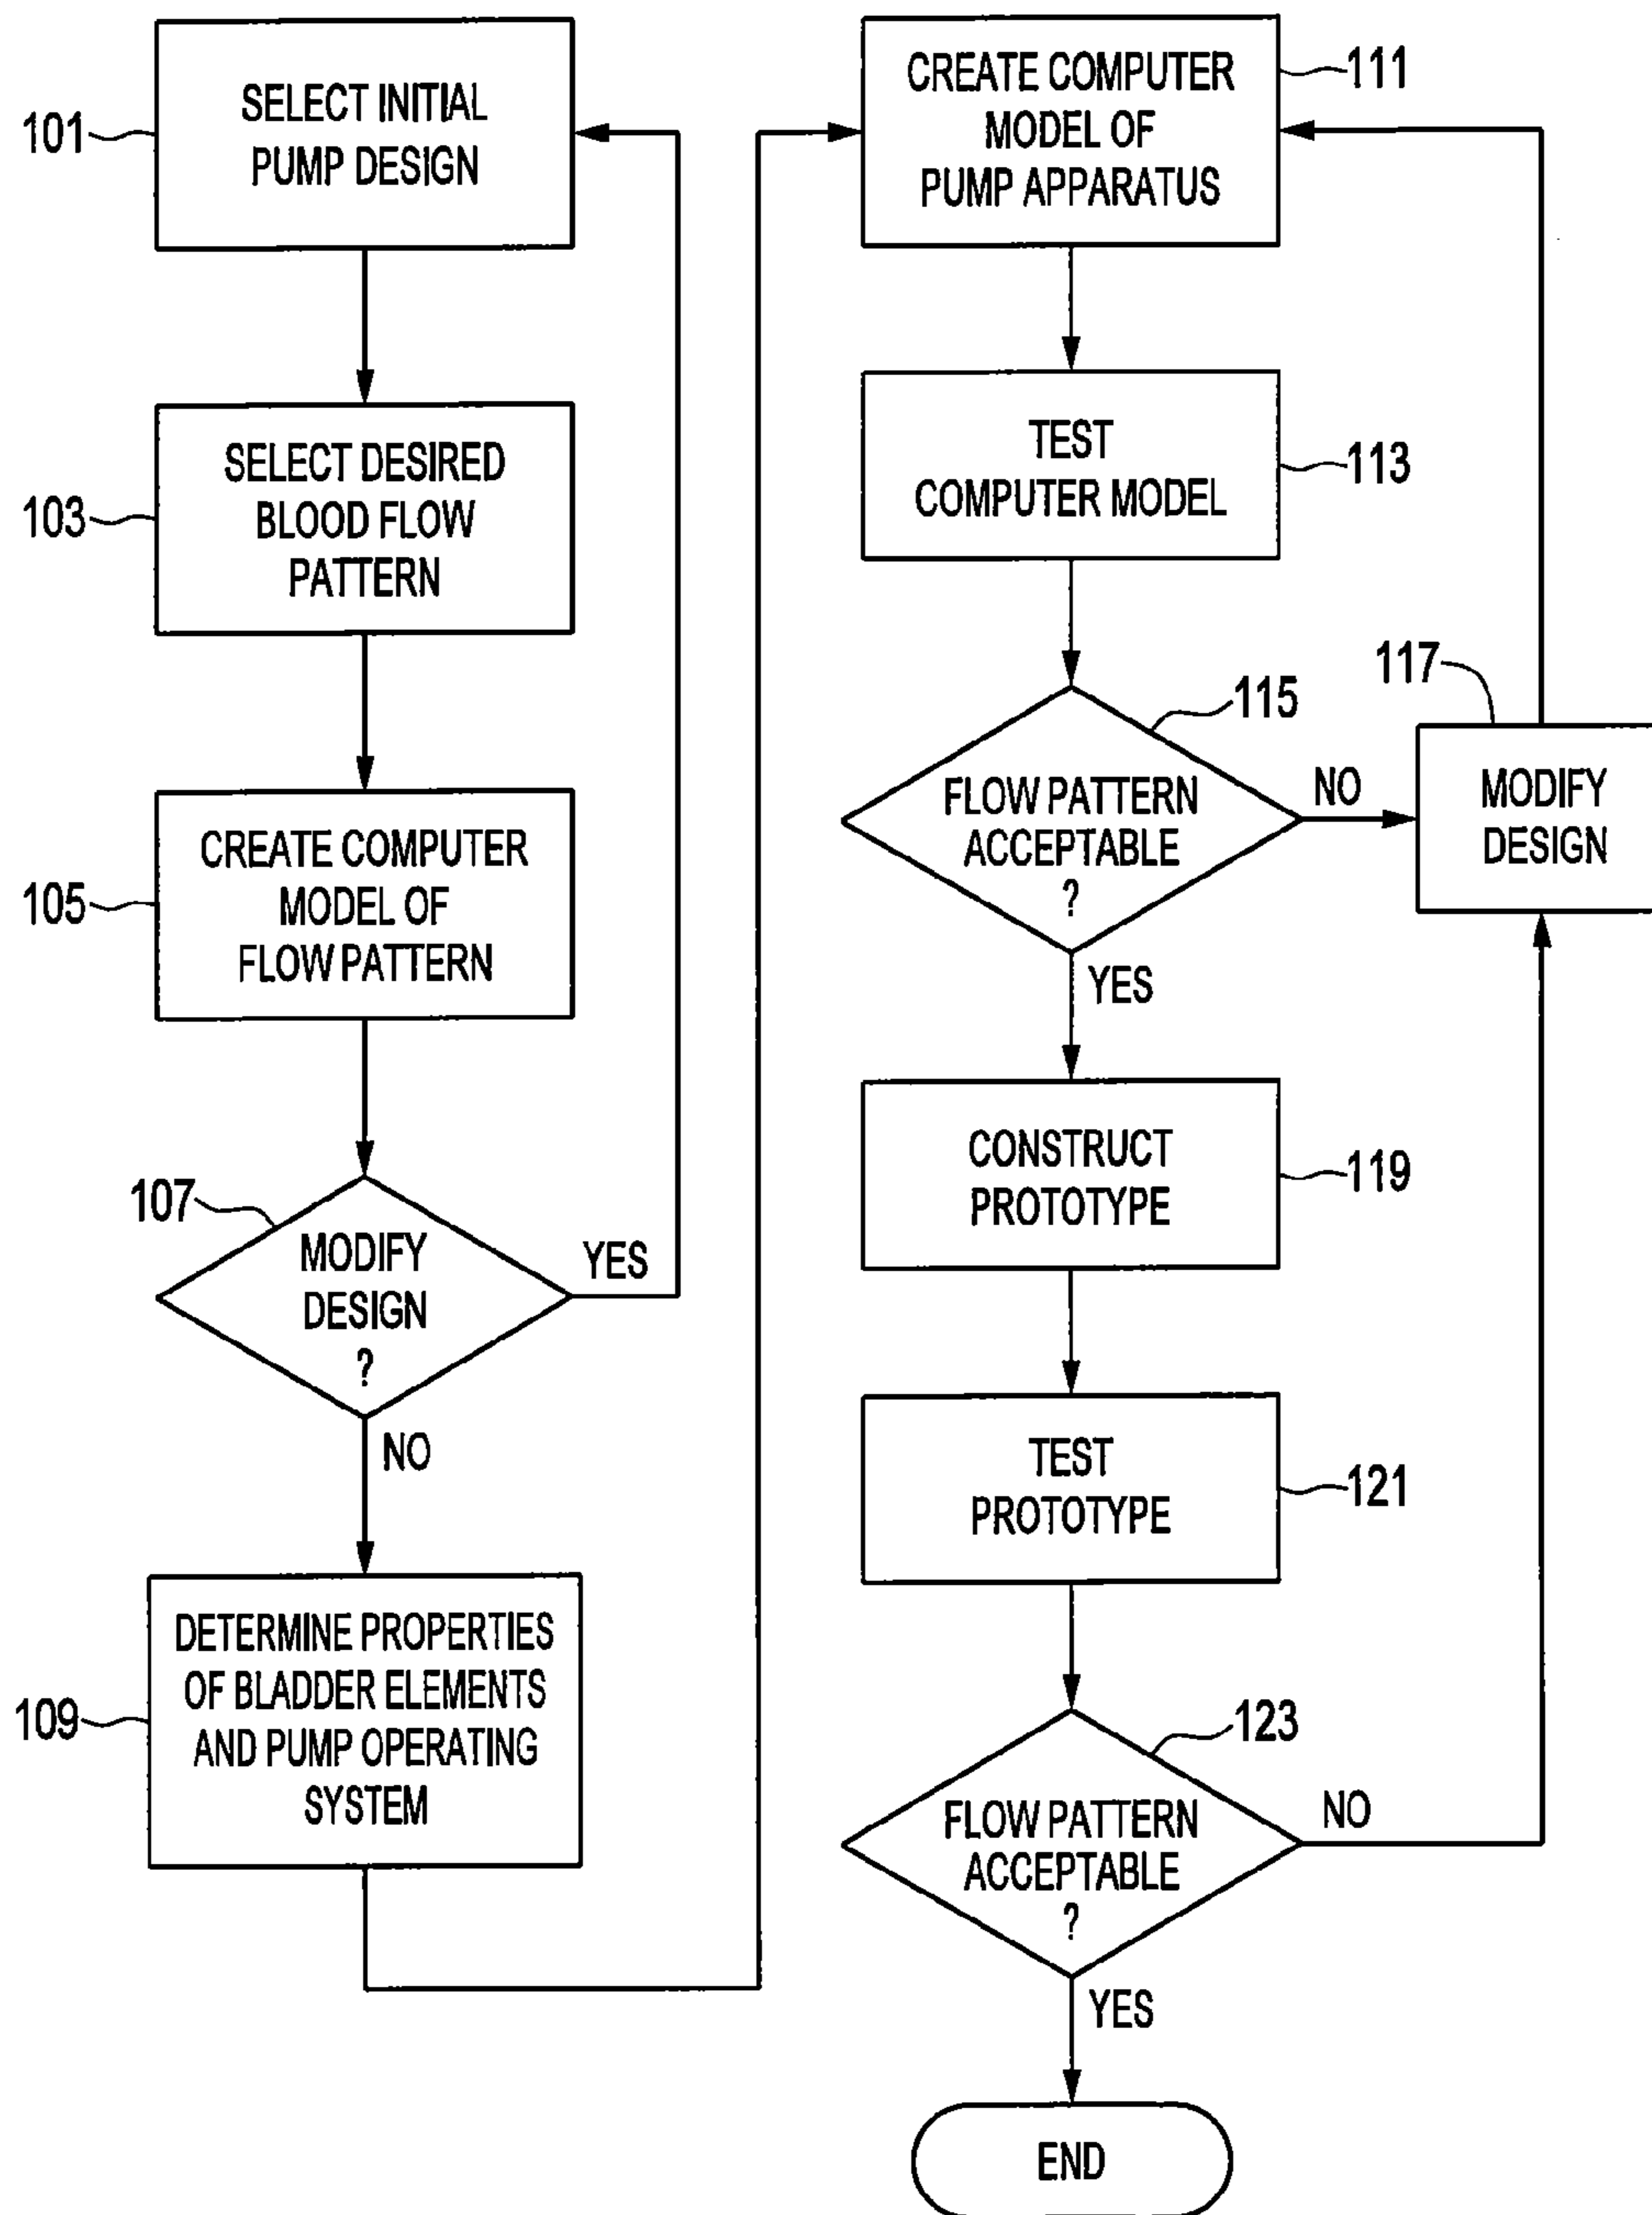 101
SELECT INITIAL
PUMP DESIGN
103
SELECT DESIRED
BLOOD FLOW
PATTERN
105
CREATE COMPUTER
MODEL OF
FLOW PATTERN
107
MODIFY
DESIGN
?
YES
NO
109
DETERMINE PROPERTIES
OF BLADDER ELEMENTS
AND PUMP OPERATING
SYSTEM
CREATE COMPUTER
MODEL OF
PUMP APPARATUS
111
TEST
COMPUTER MODEL
113
115
FLOW PATTERN
ACCEPTABLE
?
NO
117
MODIFY
DESIGN
YES
CONSTRUCT
PROTOTYPE
119
TEST
PROTOTYPE
121
123
FLOW PATTERN
ACCEPTABLE
?
NO
YES
END